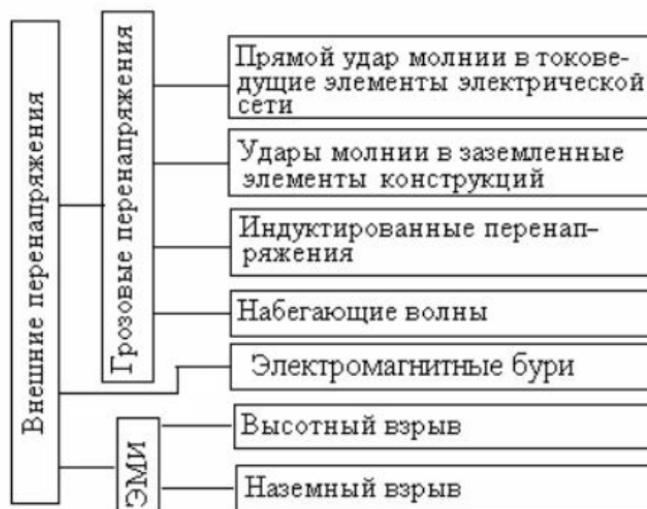 Внешние перенапряжения
Грозовые перенапряжения
Прямой удар молнии в токове-
дущие элементы электрической
сети
Удары молнии в заземленные
элементы конструкций
Индуктированные перенап-
ряжения
Набегающие волны
Электромагнитные бури
ЭМИ
Высотный взрыв
Наземный взрыв